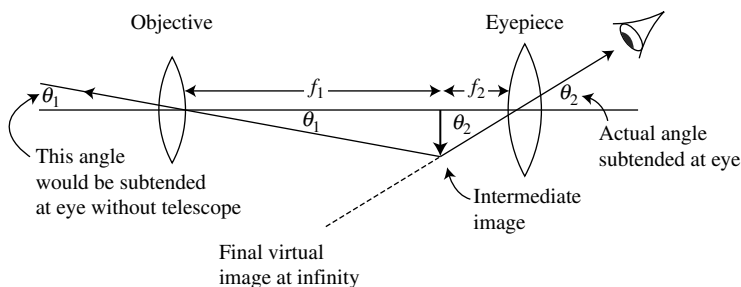 Objective
Eyepiece
f₁
f₂
θ₁
θ₂
θ₁
θ₂
This angle
would be subtended
at eye without telescope
Actual angle
subtended at eye
Intermediate
image
Final virtual
image at infinity